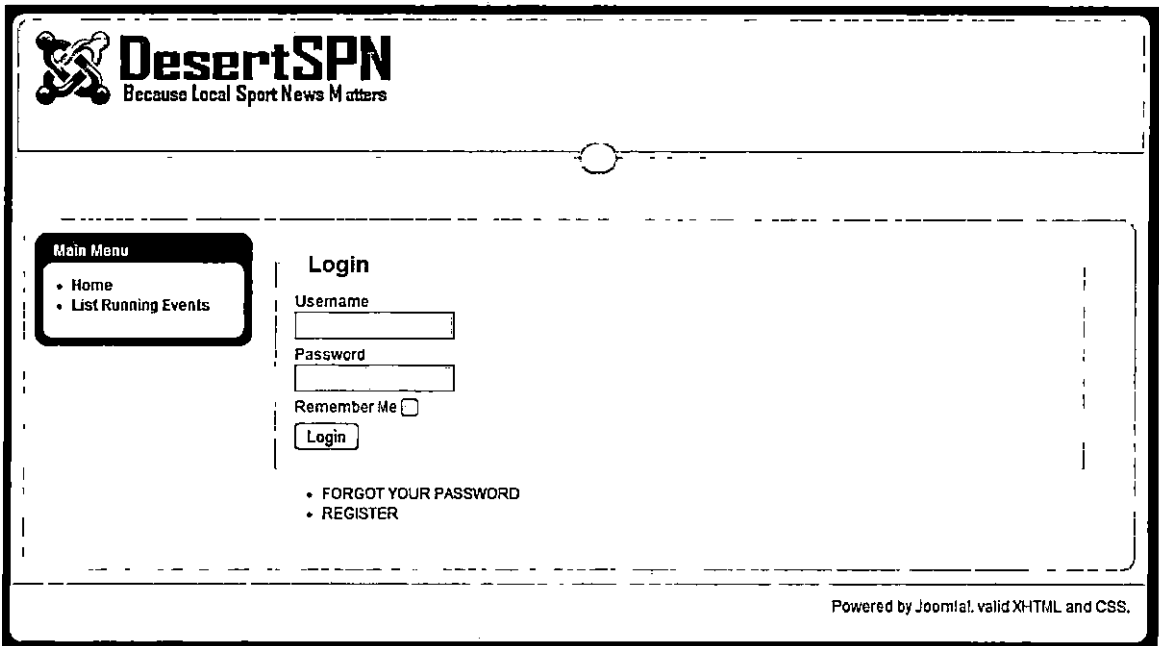 DesertSPN
Because Local Sport News Matters
Main Menu
• Home
• List Running Events
Login
Username
Password
Remember Me
Login
• FORGOT YOUR PASSWORD
• REGISTER
Powered by Joomla!. valid XHTML and CSS.